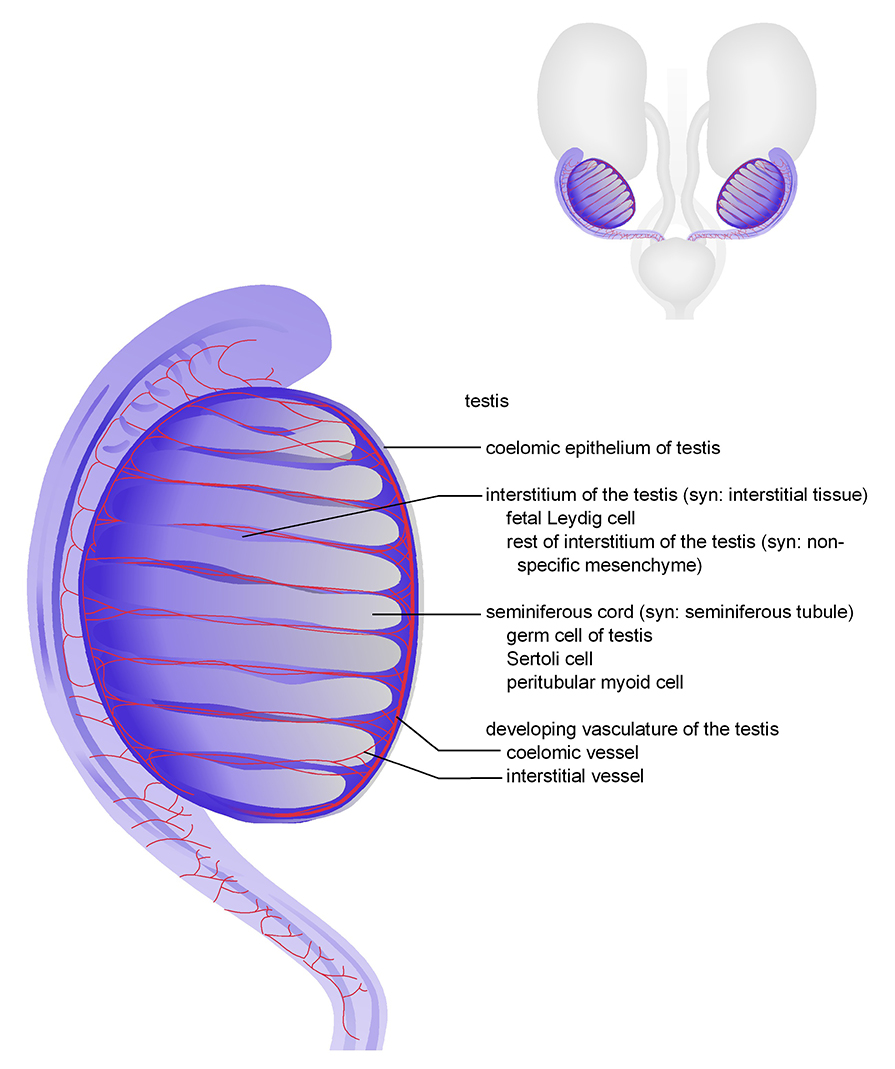 testis
coelomic epithelium of testis
interstitium of the testis (syn: interstitial tissue)
fetal Leydig cell
rest of interstitium of the testis (syn: non-
specific mesenchyme)
seminiferous cord (syn: seminiferous tubule)
germ cell of testis
Sertoli cell
peritubular myoid cell
developing vasculature of the testis
coelomic vessel
interstitial vessel